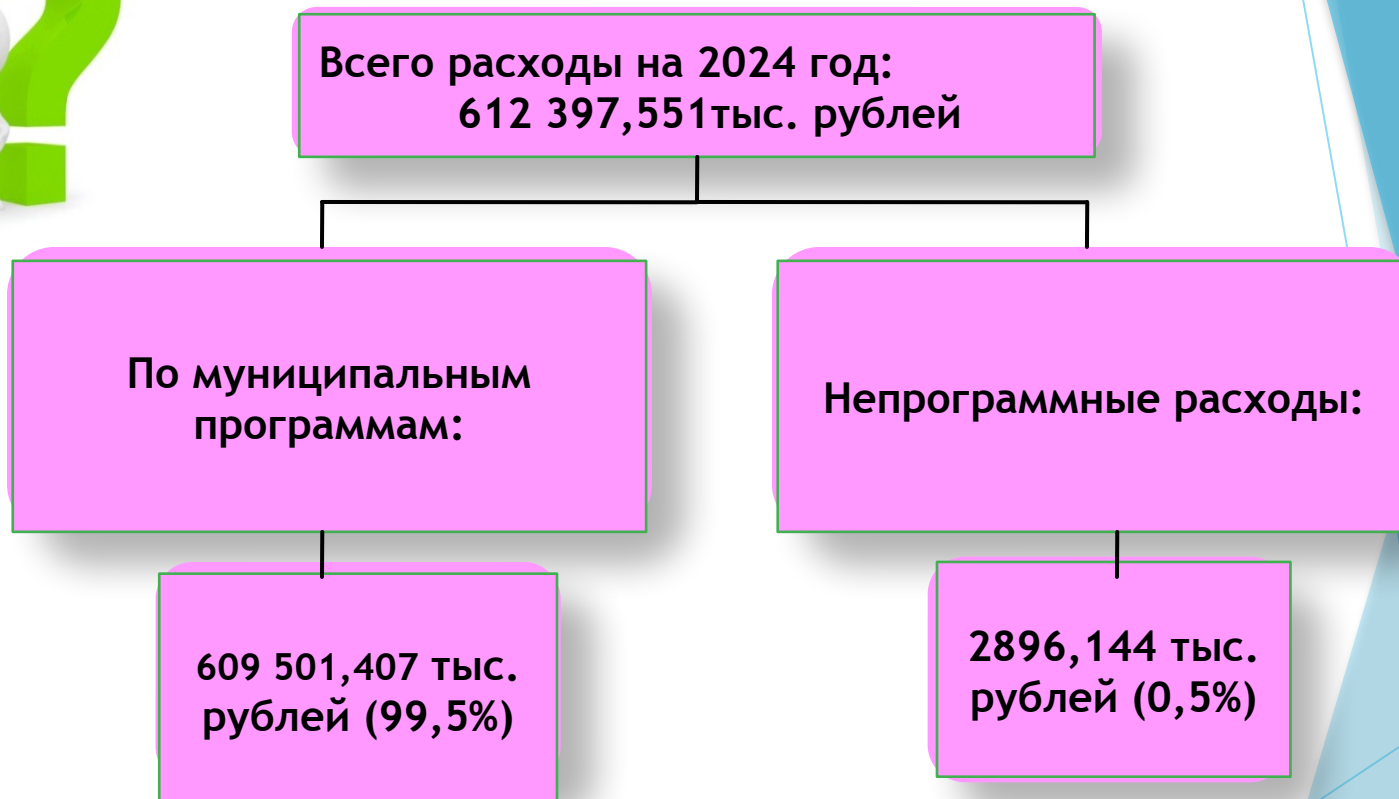 Всего расходы на 2024 год:
612 397,551тыс. рублей
По муниципальным
программам:
Непрограммные расходы:
609 501,407 тыс.
рублей (99,5%)
2896,144 тыс.
рублей (0,5%)